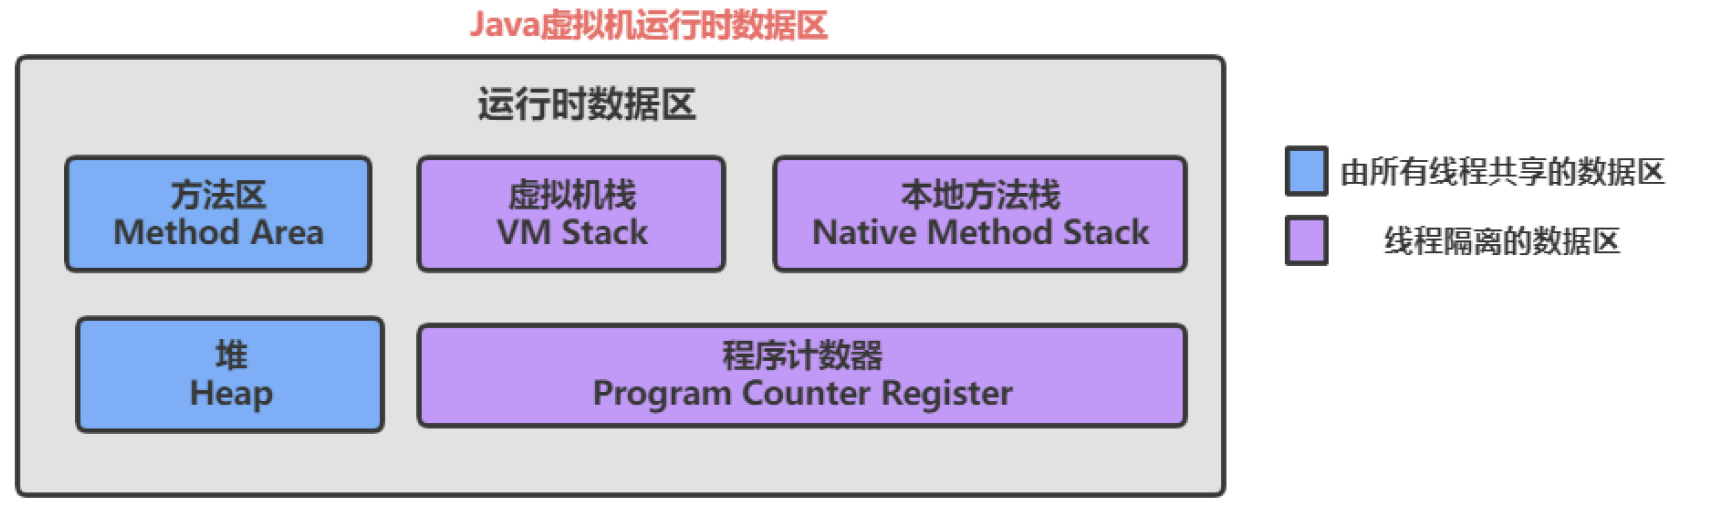 Java虚拟机运行时数据区
运行时数据区
方法区
Method Area
虚拟机栈
VM Stack
本地方法栈
Native Method Stack
堆
Heap
程序计数器
Program Counter Register
由所有线程共享的数据区
线程隔离的数据区